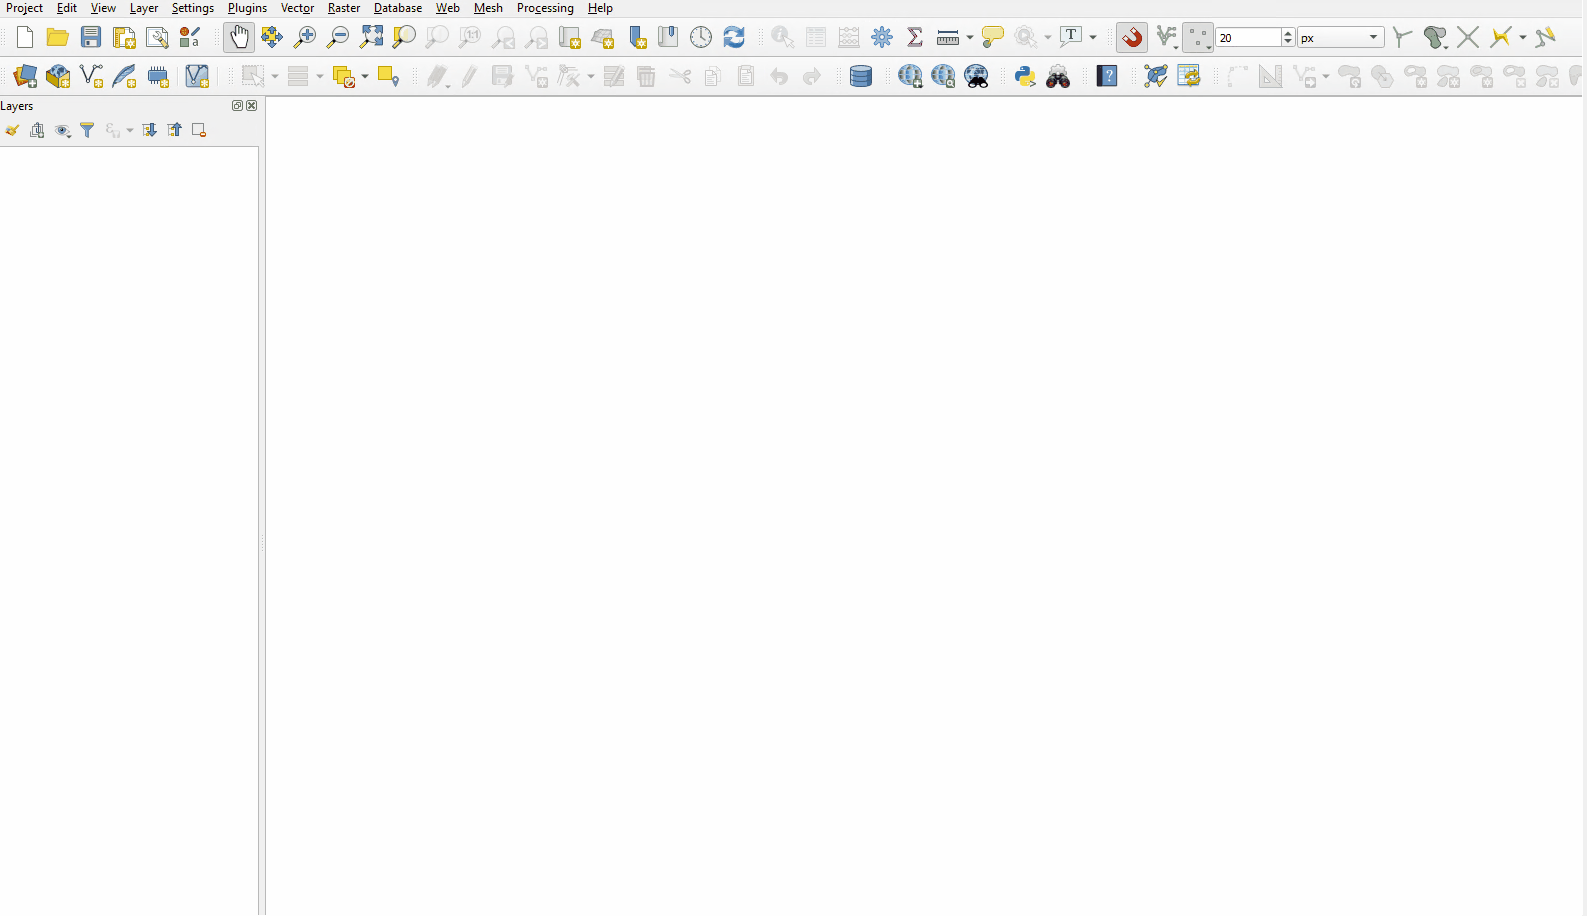 Project Edit View Layer Settings Plugins Vector Raster Database Web Mesh Processing Help
20 px
Layers